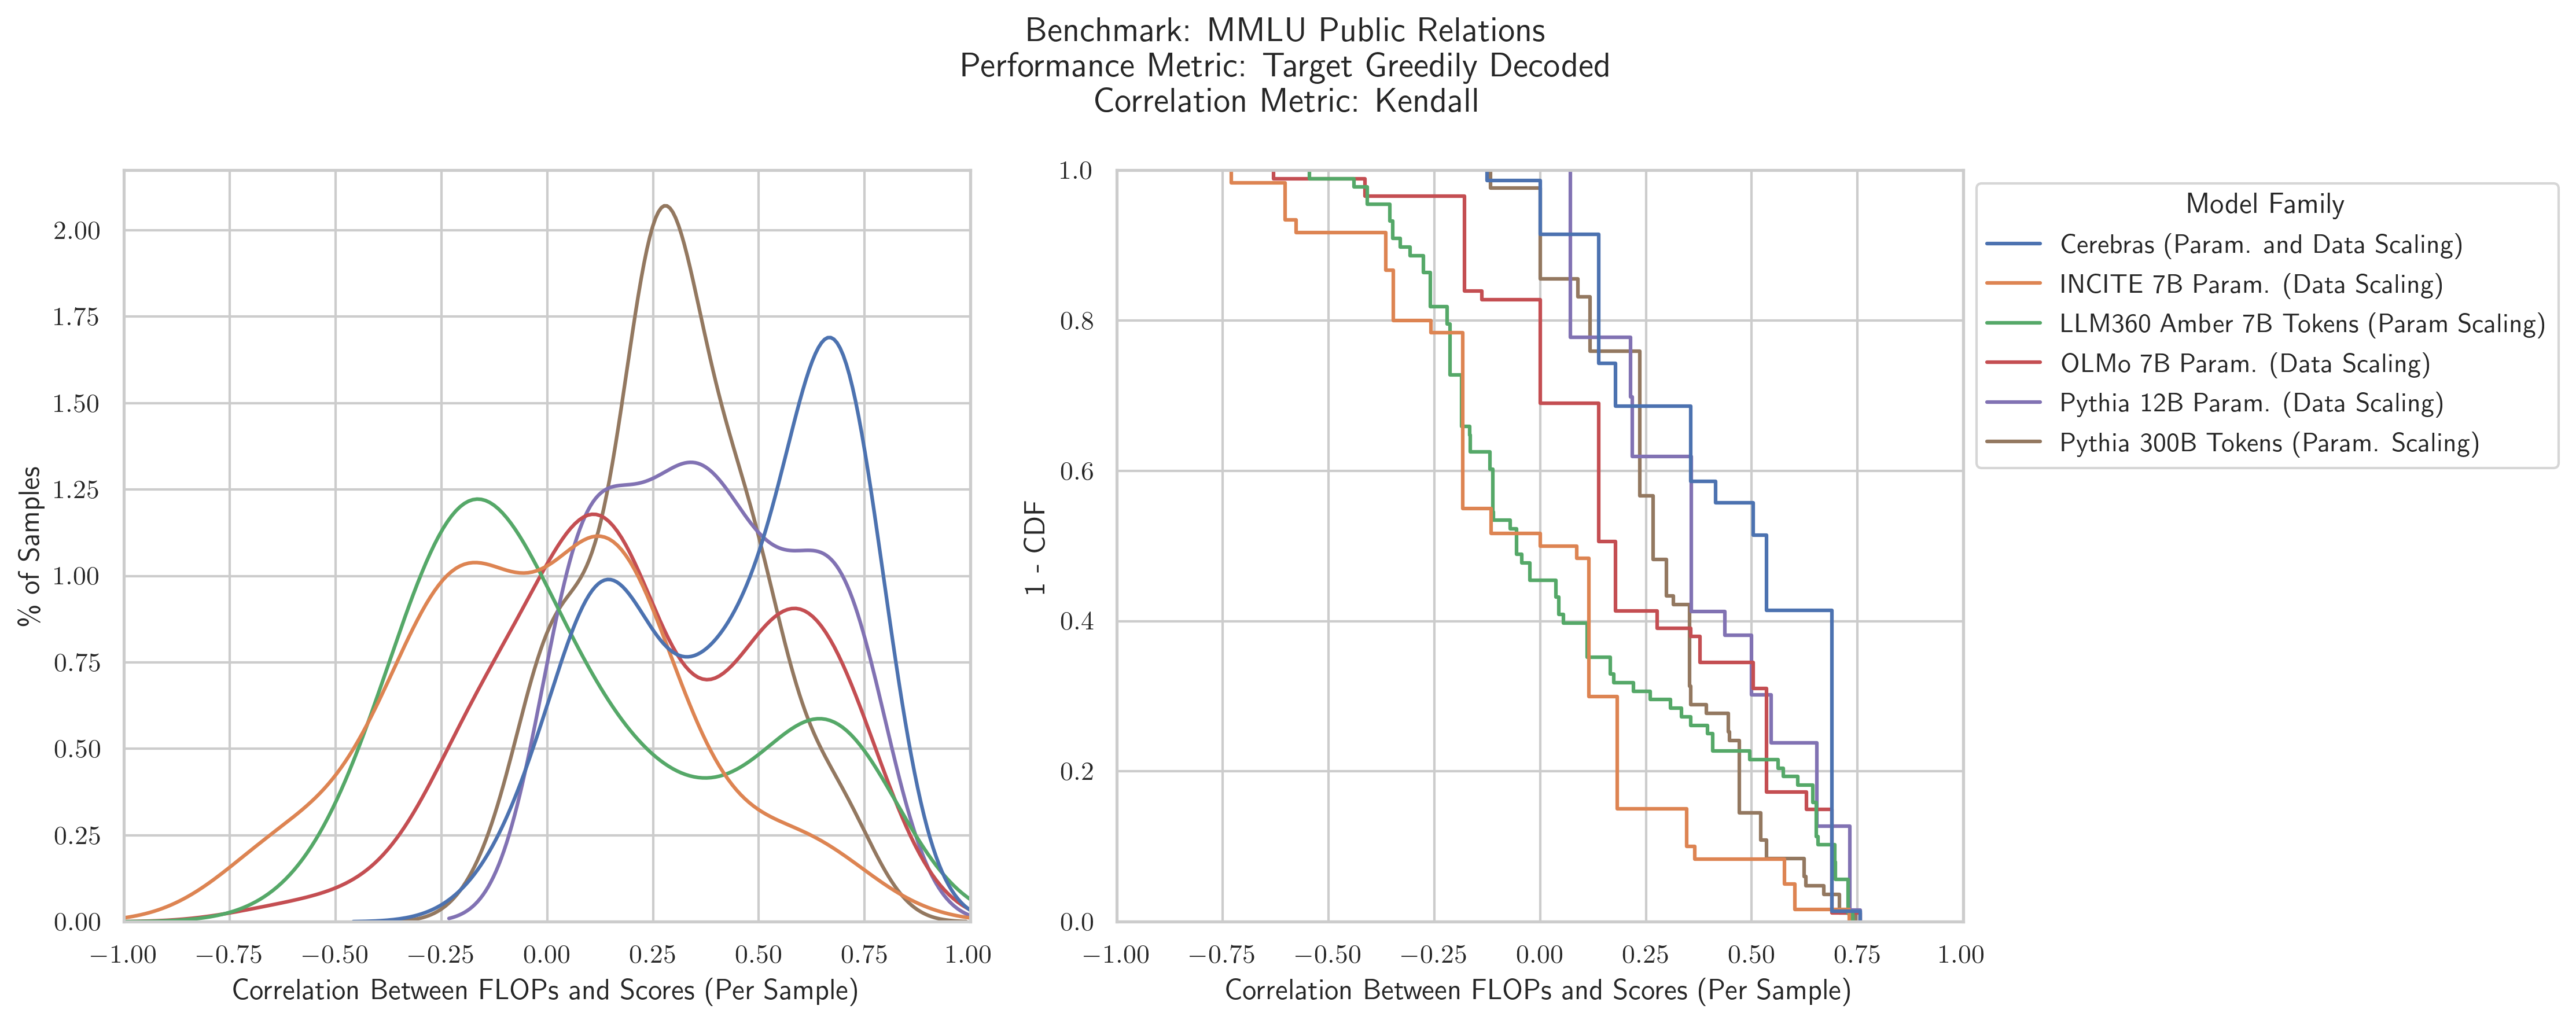 Benchmark: MMLU Public Relations
Performance Metric: Target Greedily Decoded
Correlation Metric: Kendall
% of Samples
2.00
1.75
1.50
1.25
1.00
0.75
0.50
0.25
0.00
−1.00 −0.75 −0.50 −0.25 0.00 0.25 0.50 0.75 1.00
Correlation Between FLOPs and Scores (Per Sample)
1 - CDF
1.0
0.8
0.6
0.4
0.2
0.0
−1.00 −0.75 −0.50 −0.25 0.00 0.25 0.50 0.75 1.00
Correlation Between FLOPs and Scores (Per Sample)
Model Family
Cerebras (Param. and Data Scaling)
INCITE 7B Param. (Data Scaling)
LLM360 Amber 7B Tokens (Param Scaling)
OLMo 7B Param. (Data Scaling)
Pythia 12B Param. (Data Scaling)
Pythia 300B Tokens (Param. Scaling)